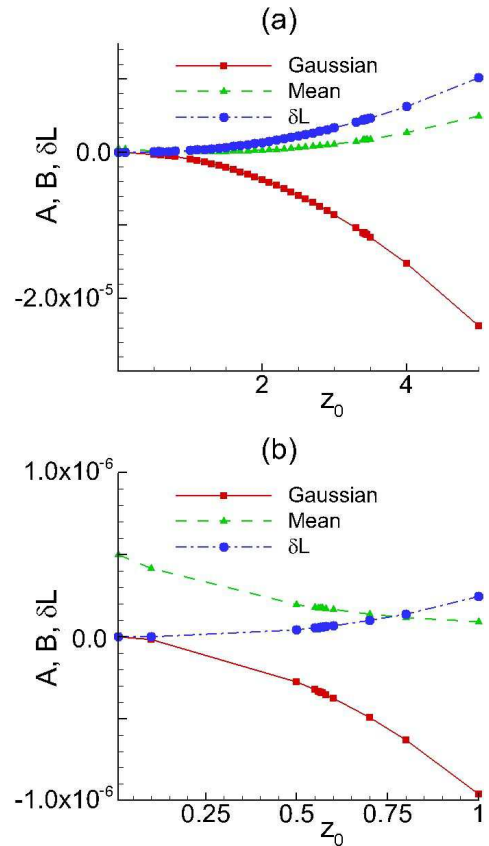 (a)
Gaussian
Mean
δL
A, B, δL
0.0
-2.0x10⁻⁵
2
4
z₀
(b)
1.0x10⁻⁶
Gaussian
Mean
δL
A, B, δL
0.0
-1.0x10⁻⁶
0.25
0.5
0.75
1
z₀